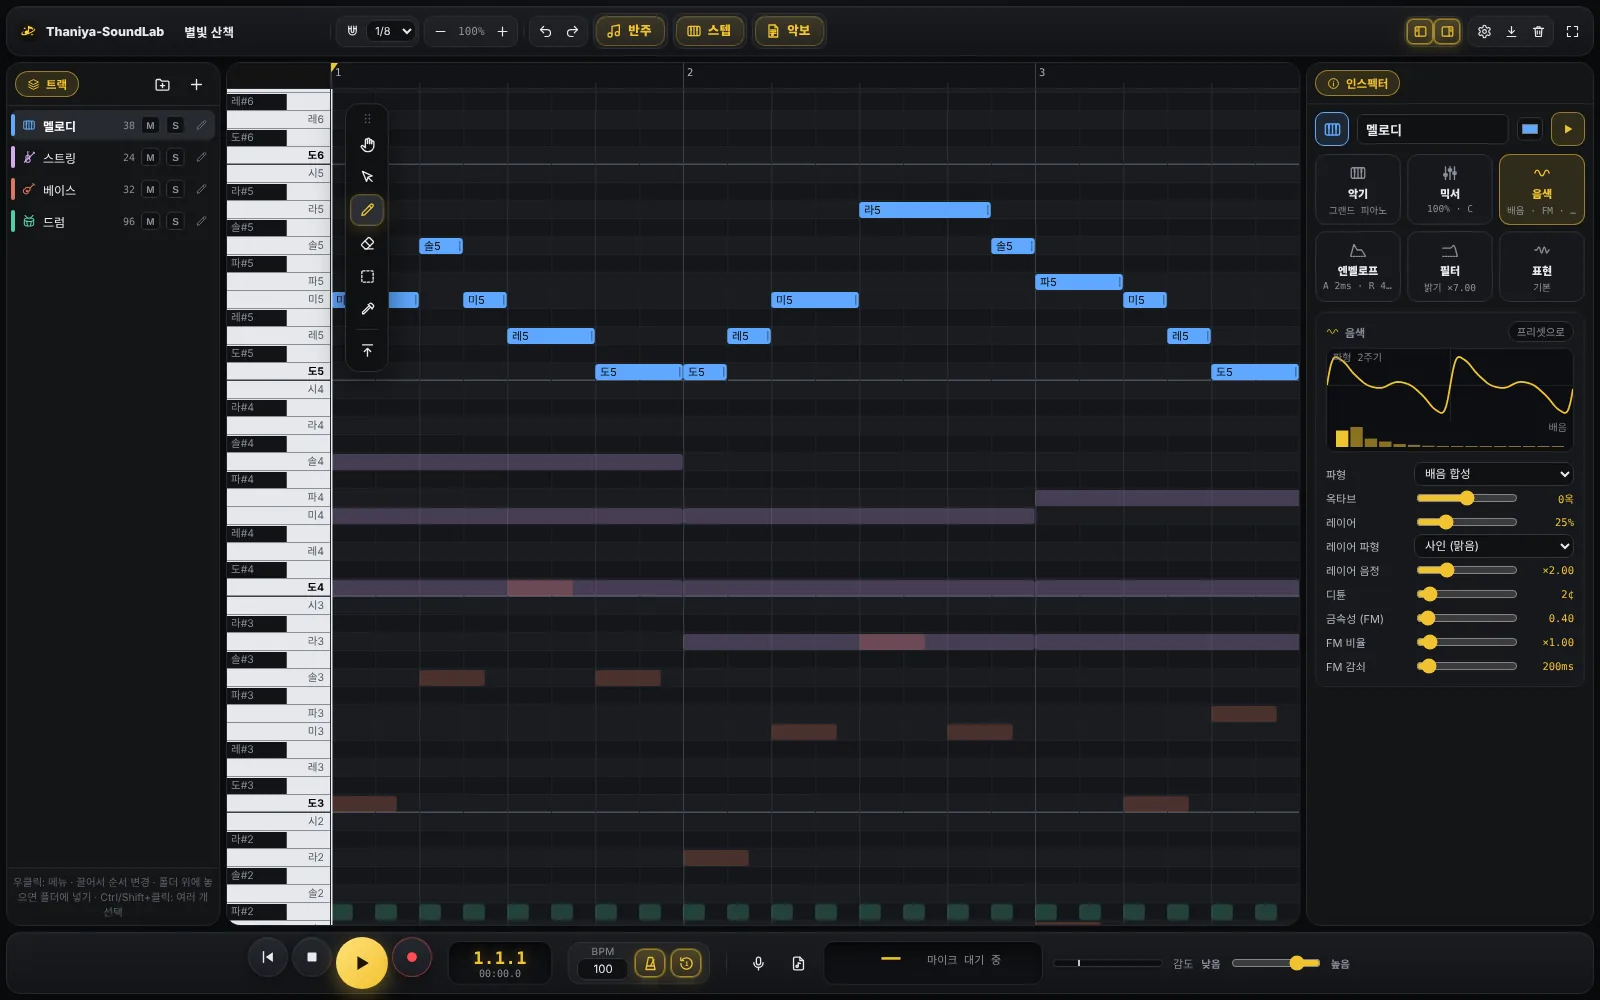 Thaniya-SoundLab 별빛 산책 1/8 100% 반주 스텝 악보
트랙
멜로디 38 M S
스트링 24 M S
베이스 32 M S
드럼 96 M S
우클릭: 메뉴 · 끌어서 순서 변경 · 폴더 위에 놓
으면 폴더에 넣기 · Ctrl/Shift+클릭: 여러 개
선택
1 2 3
레#6
레6
도#6
도6
시5
라#5
라5 라5
솔#5
솔5 솔5 솔5
파#5
파5 파5
미5 미5 미5 미5
레#5
레5 레5 레5 레5
도#5
도5 도5 도5 도5
시4
라#4
라4
솔#4
솔4
파#4
파4
미4
레#4
레4
도#4
도4
시3
라#3
라3
솔#3
솔3
파#3
파3
미3
레#3
레3
도#3
도3
시2
라#2
라2
솔#2
솔2
파#2
인스펙터
멜로디
악기 믹서 음색
그랜드 피아노 100% · C 배음 · FM · …
엔벨로프 필터 표현
A 2ms · R 4… 밝기 ×7.00 기본
음색 프리셋으로
파형 2주기
배음
파형 배음 합성
옥타브 0옥
레이어 25%
레이어 파형 사인 (맑음)
레이어 음정 ×2.00
디튠 2¢
금속성 (FM) 0.40
FM 비율 ×1.00
FM 감쇠 200ms
1.1.1
00:00.0
BPM
100
마이크 대기 중
감도 낮음 높음